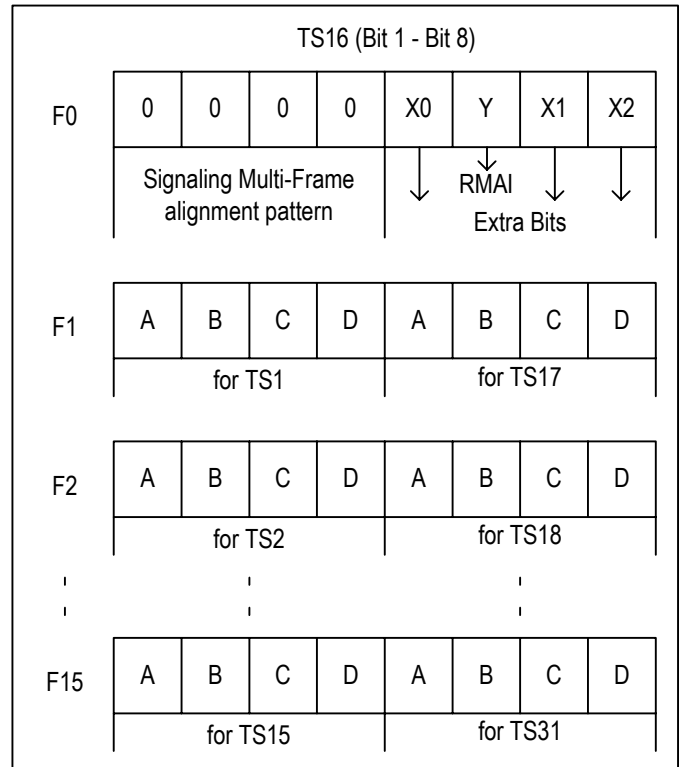 TS16 (Bit 1 - Bit 8)
F0 0 0 0 0 X0 Y X1 X2
Signaling Multi-Frame
alignment pattern
RMAI
Extra Bits
F1 A B C D A B C D
for TS1 for TS17
F2 A B C D A B C D
for TS2 for TS18
F15 A B C D A B C D
for TS15 for TS31